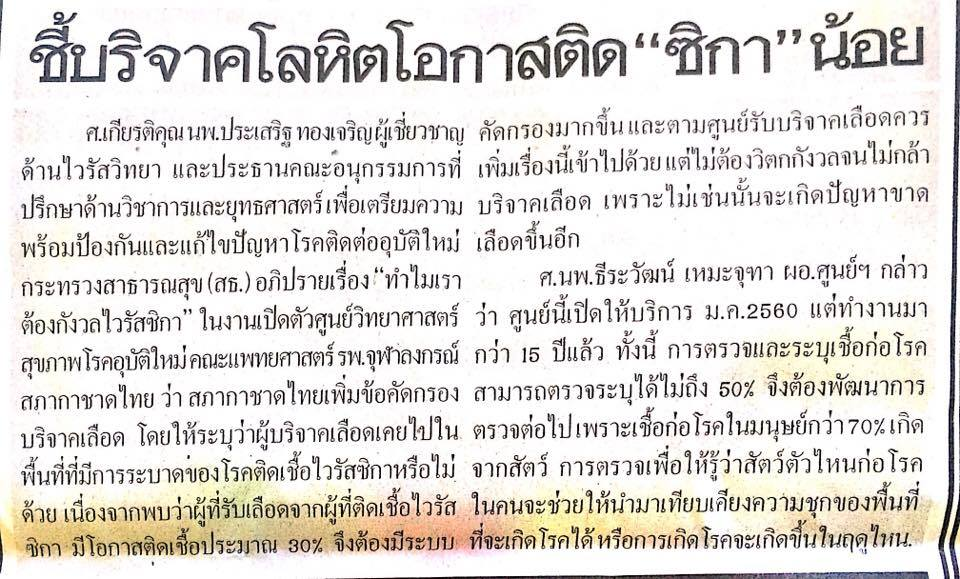 ชี้บริจาคโลหิตโอกาสติด “ซิกา” น้อย
ศ.เกียรติคุณ นพ.ประเสริฐ ทองเจริญ ผู้เชี่ยวชาญ
ด้านไวรัสวิทยา และประธานคณะอนุกรรมการที่
ปรึกษาด้านวิชาการและยุทธศาสตร์ เพื่อเตรียมความ
พร้อมป้องกันและแก้ไขปัญหาโรคติดต่ออุบัติใหม่
กระทรวงสาธารณสุข (สธ.) อภิปรายเรื่อง “ทำไมเรา
ต้องกังวลไวรัสซิกา” ในงานเปิดตัวศูนย์วิทยาศาสตร์
สุขภาพโรคอุบัติใหม่ คณะแพทยศาสตร์ รพ.จุฬาลงกรณ์
สภากาชาดไทย ว่า สภากาชาดไทยเพิ่มข้อคัดกรอง
บริจาคเลือด โดยให้ระบุว่าผู้บริจาคเลือดเคยไปใน
พื้นที่ที่มีการระบาดของโรคติดเชื้อไวรัสซิกาหรือไม่
ด้วย เนื่องจากพบว่าผู้ที่รับเลือดจากผู้ที่ติดเชื้อไวรัส
ซิกา มีโอกาสติดเชื้อประมาณ 30% จึงต้องมีระบบ
คัดกรองมากขึ้น และตามศูนย์รับบริจาคเลือดควร
เพิ่มเรื่องนี้เข้าไปด้วย แต่ไม่ต้องวิตกกังวลจนไม่กล้า
บริจาคเลือด เพราะไม่เช่นนั้นจะเกิดปัญหาขาด
เลือดขึ้นอีก
ศ.นพ.ธีระวัฒน์ เหมะจุฑา ผอ.ศูนย์ฯ กล่าว
ว่า ศูนย์นี้เปิดให้บริการ ม.ค.2560 แต่ทำงานมา
กว่า 15 ปีแล้ว ทั้งนี้ การตรวจและระบุเชื้อก่อโรค
สามารถตรวจระบุได้ไม่ถึง 50% จึงต้องพัฒนาการ
ตรวจต่อไป เพราะเชื้อก่อโรคในมนุษย์กว่า 70% เกิด
จากสัตว์ การตรวจเพื่อให้รู้ว่าสัตว์ตัวไหนก่อโรค
ในคนจะช่วยให้นำมาเทียบเคียงความชุกของพื้นที่
ที่จะเกิดโรคได้ หรือการเกิดโรคจะเกิดขึ้นในฤดูไหน.